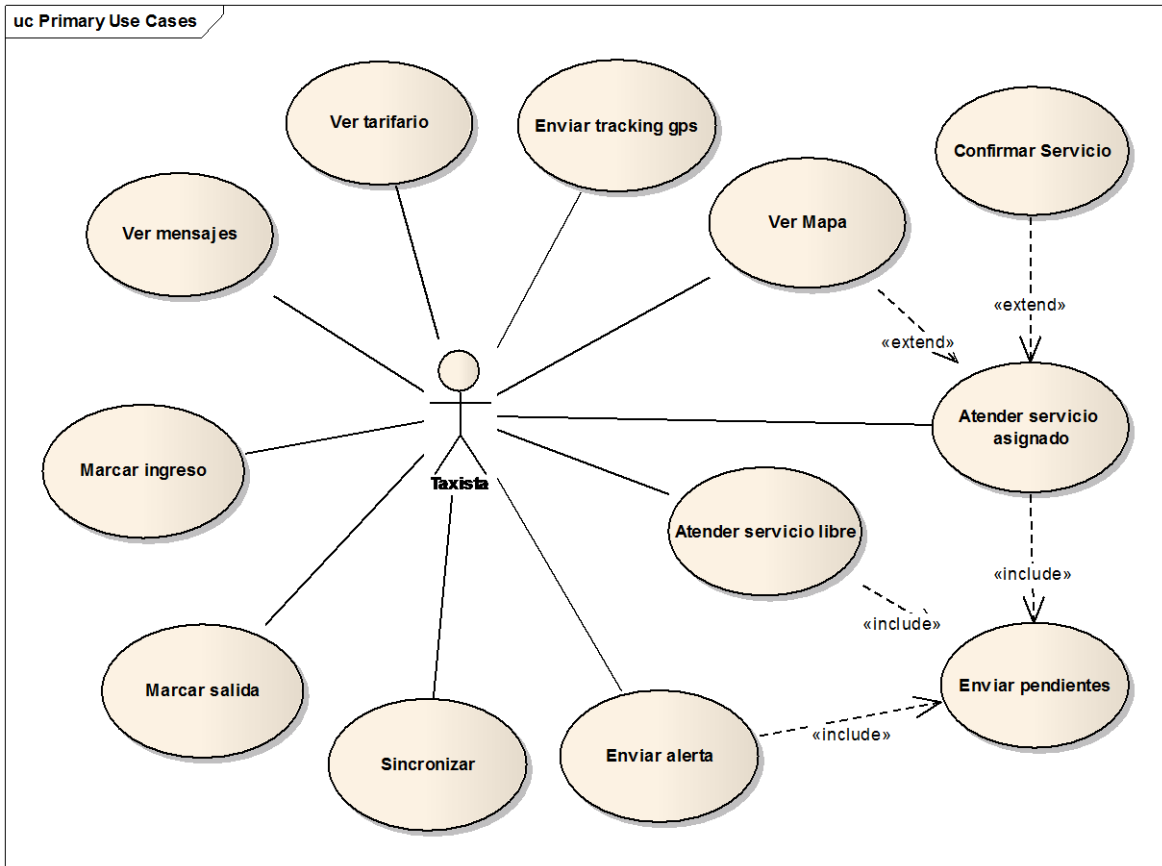 uc Primary Use Cases
Ver tarifario
Enviar tracking gps
Confirmar Servicio
Ver mensajes
Ver Mapa
«extend»
«extend»
Atender servicio
asignado
Marcar ingreso
Taxista
Atender servicio libre
«include»
«include»
Marcar salida
Enviar pendientes
«include»
Sincronizar
Enviar alerta